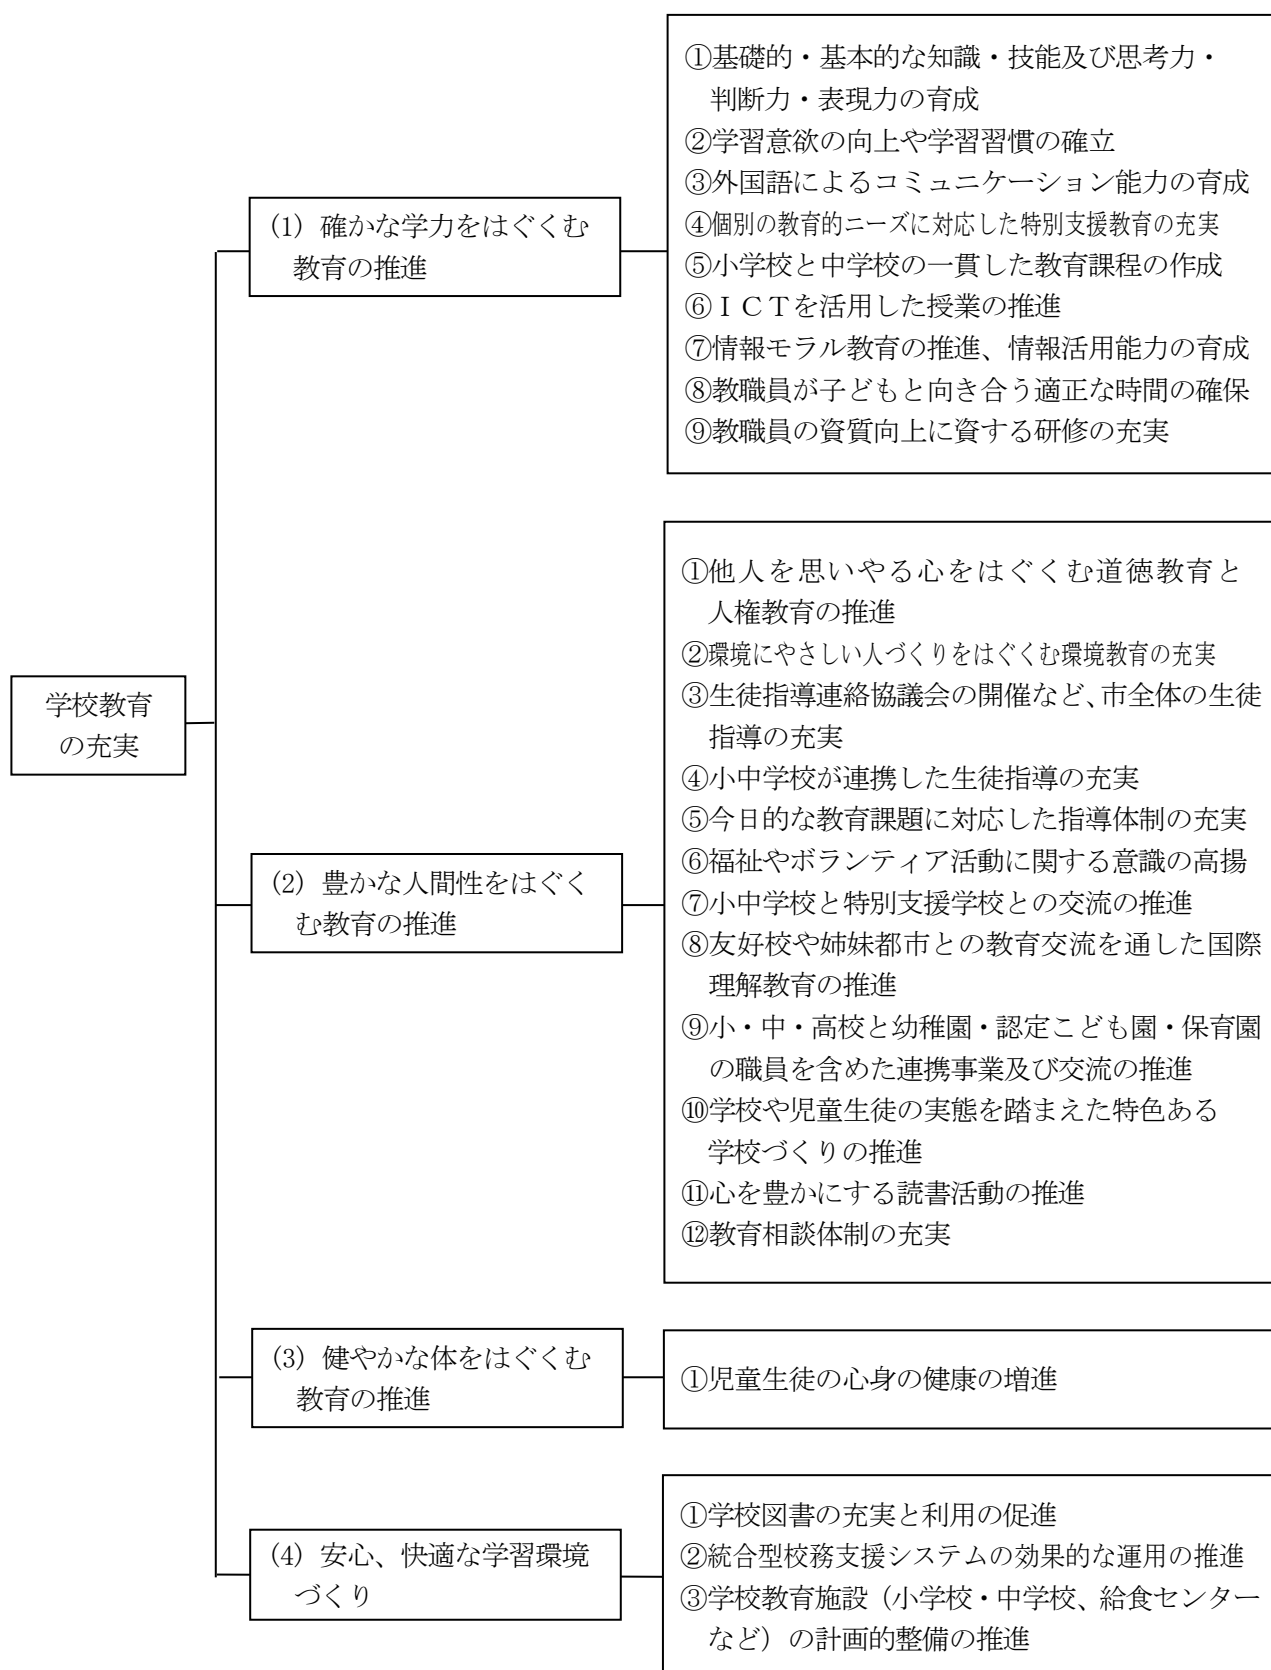 学校教育
の充実
(1) 確かな学力をはぐくむ
教育の推進
①基礎的・基本的な知識・技能及び思考力・
判断力・表現力の育成
②学習意欲の向上や学習習慣の確立
③外国語によるコミュニケーション能力の育成
④個別の教育的ニーズに対応した特別支援教育の充実
⑤小学校と中学校の一貫した教育課程の作成
⑥ＩＣＴを活用した授業の推進
⑦情報モラル教育の推進、情報活用能力の育成
⑧教職員が子どもと向き合う適正な時間の確保
⑨教職員の資質向上に資する研修の充実
(2) 豊かな人間性をはぐく
む教育の推進
①他人を思いやる心をはぐくむ道徳教育と
人権教育の推進
②環境にやさしい人づくりをはぐくむ環境教育の充実
③生徒指導連絡協議会の開催など、市全体の生徒
指導の充実
④小中学校が連携した生徒指導の充実
⑤今日的な教育課題に対応した指導体制の充実
⑥福祉やボランティア活動に関する意識の高揚
⑦小中学校と特別支援学校との交流の推進
⑧友好校や姉妹都市との教育交流を通した国際
理解教育の推進
⑨小・中・高校と幼稚園・認定こども園・保育園
の職員を含めた連携事業及び交流の推進
⑩学校や児童生徒の実態を踏まえた特色ある
学校づくりの推進
⑪心を豊かにする読書活動の推進
⑫教育相談体制の充実
(3) 健やかな体をはぐくむ
教育の推進
①児童生徒の心身の健康の増進
(4) 安心、快適な学習環境
づくり
①学校図書の充実と利用の促進
②統合型校務支援システムの効果的な運用の推進
③学校教育施設（小学校・中学校、給食センター
など）の計画的整備の推進